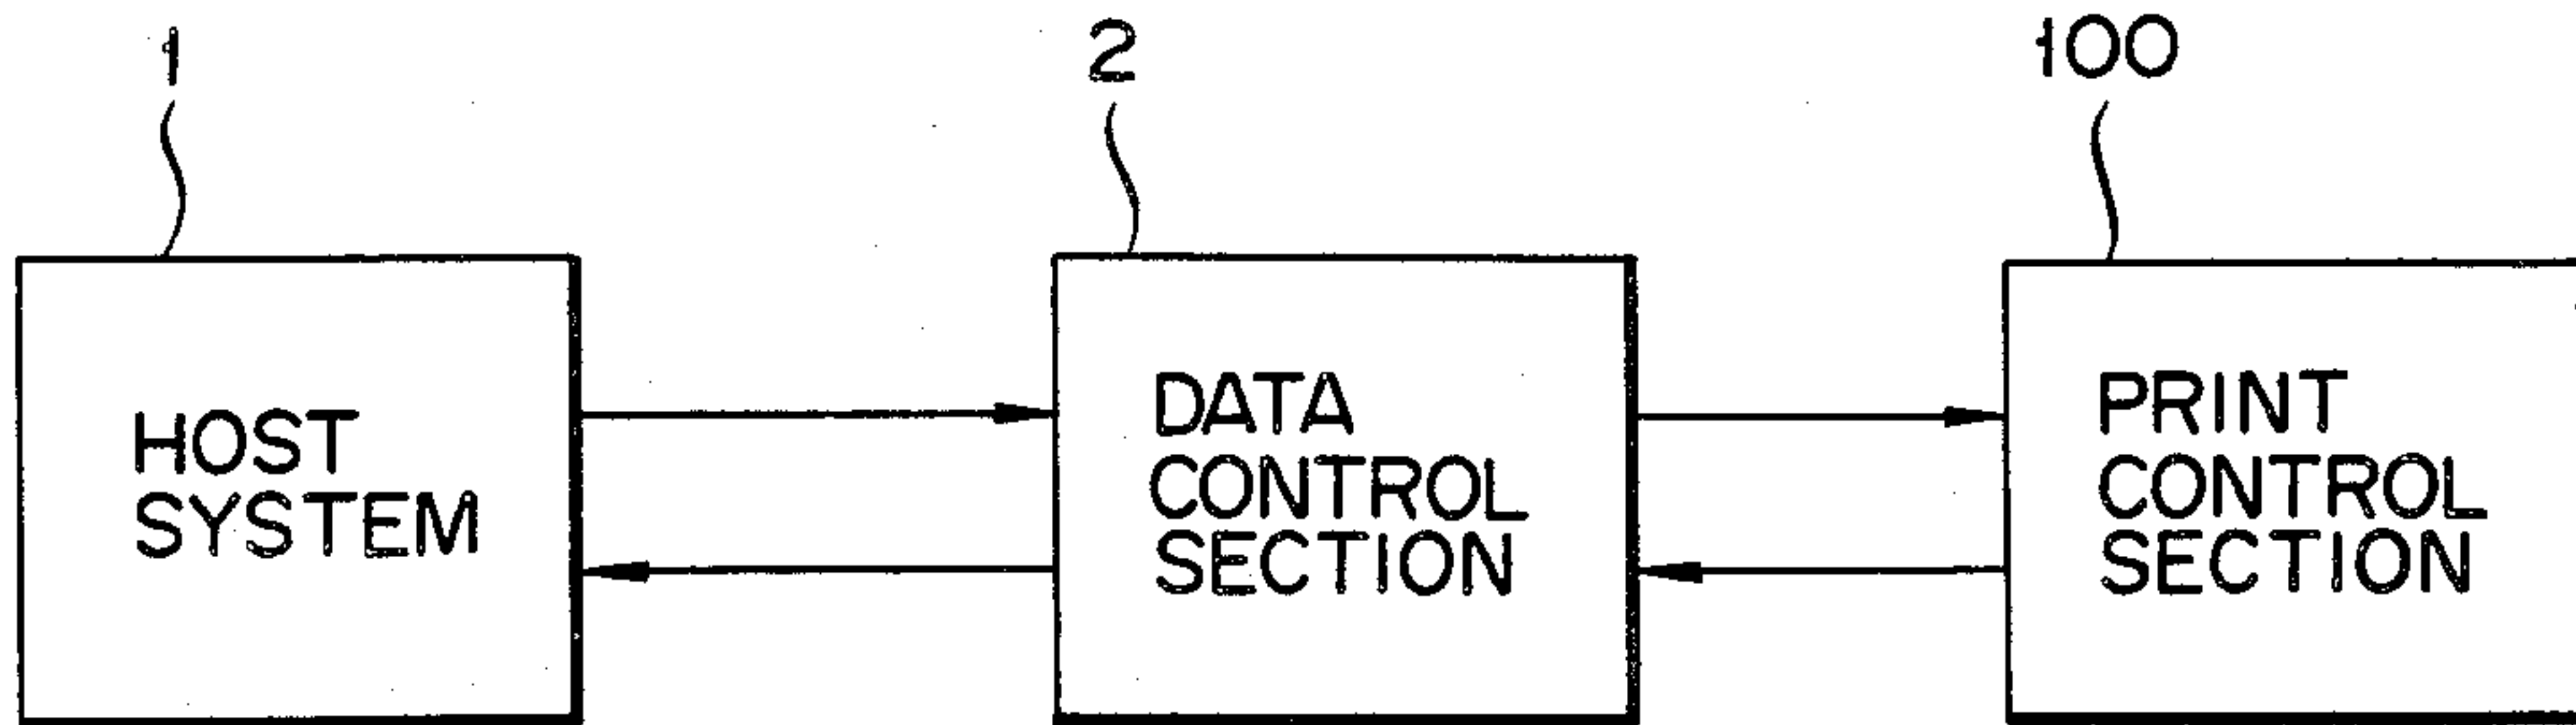 1
2
100
HOST
SYSTEM
DATA
CONTROL
SECTION
PRINT
CONTROL
SECTION